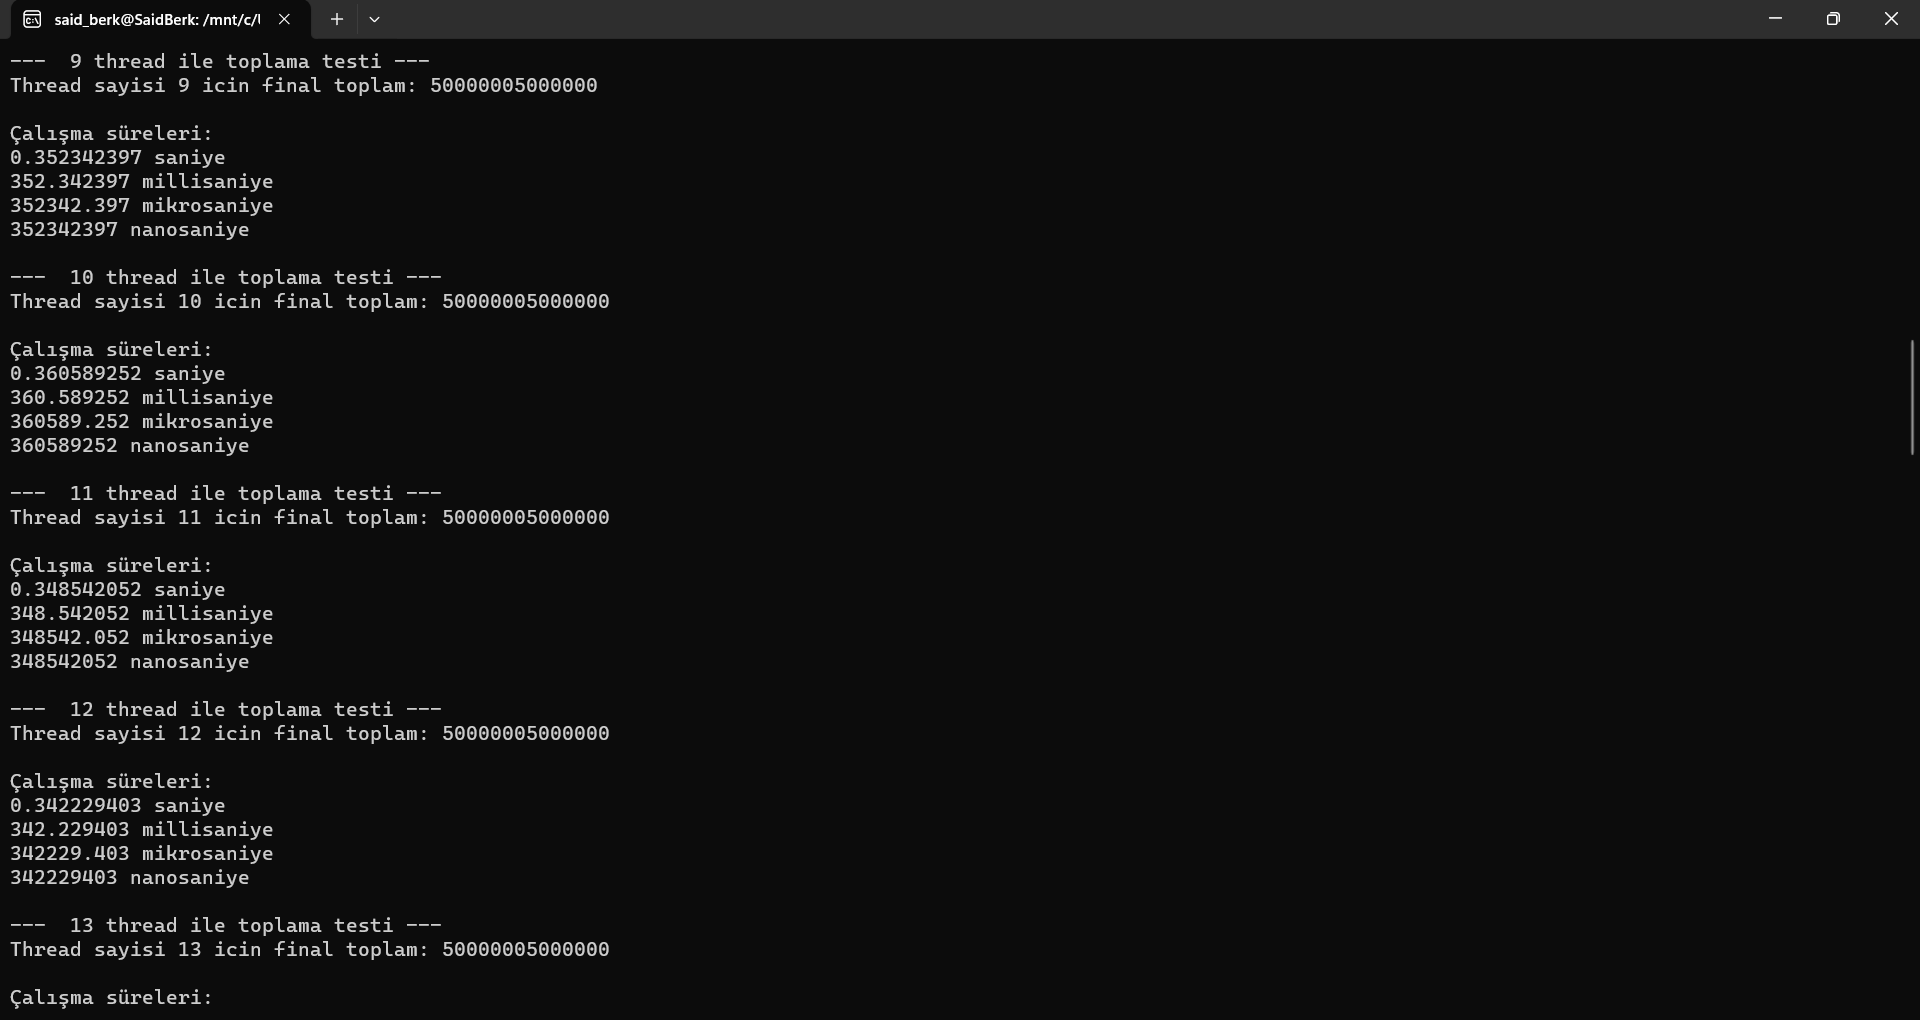 said_berk@SaidBerk: /mnt/c/
--- 9 thread ile toplama testi ---
Thread sayisi 9 icin final toplam: 50000005000000
Çalışma süreleri:
0.352342397 saniye
352.342397 millisaniye
352342.397 mikrosaniye
352342397 nanosaniye
--- 10 thread ile toplama testi ---
Thread sayisi 10 icin final toplam: 50000005000000
Çalışma süreleri:
0.360589252 saniye
360.589252 millisaniye
360589.252 mikrosaniye
360589252 nanosaniye
--- 11 thread ile toplama testi ---
Thread sayisi 11 icin final toplam: 50000005000000
Çalışma süreleri:
0.348542052 saniye
348.542052 millisaniye
348542.052 mikrosaniye
348542052 nanosaniye
--- 12 thread ile toplama testi ---
Thread sayisi 12 icin final toplam: 50000005000000
Çalışma süreleri:
0.342229403 saniye
342.229403 millisaniye
342229.403 mikrosaniye
342229403 nanosaniye
--- 13 thread ile toplama testi ---
Thread sayisi 13 icin final toplam: 50000005000000
Çalışma süreleri: